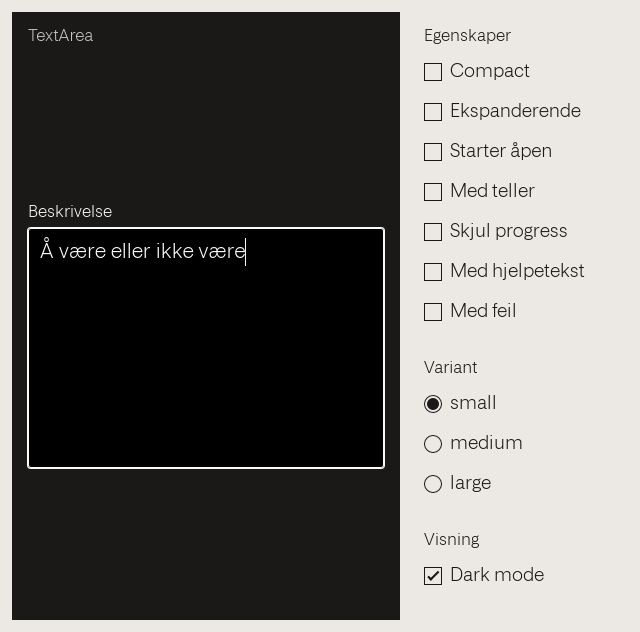 TextArea
Beskrivelse
Å være eller ikke være
Egenskaper
Compact
Ekspanderende
Starter åpen
Med teller
Skjul progress
Med hjelpetekst
Med feil
Variant
small
medium
large
Visning
Dark mode